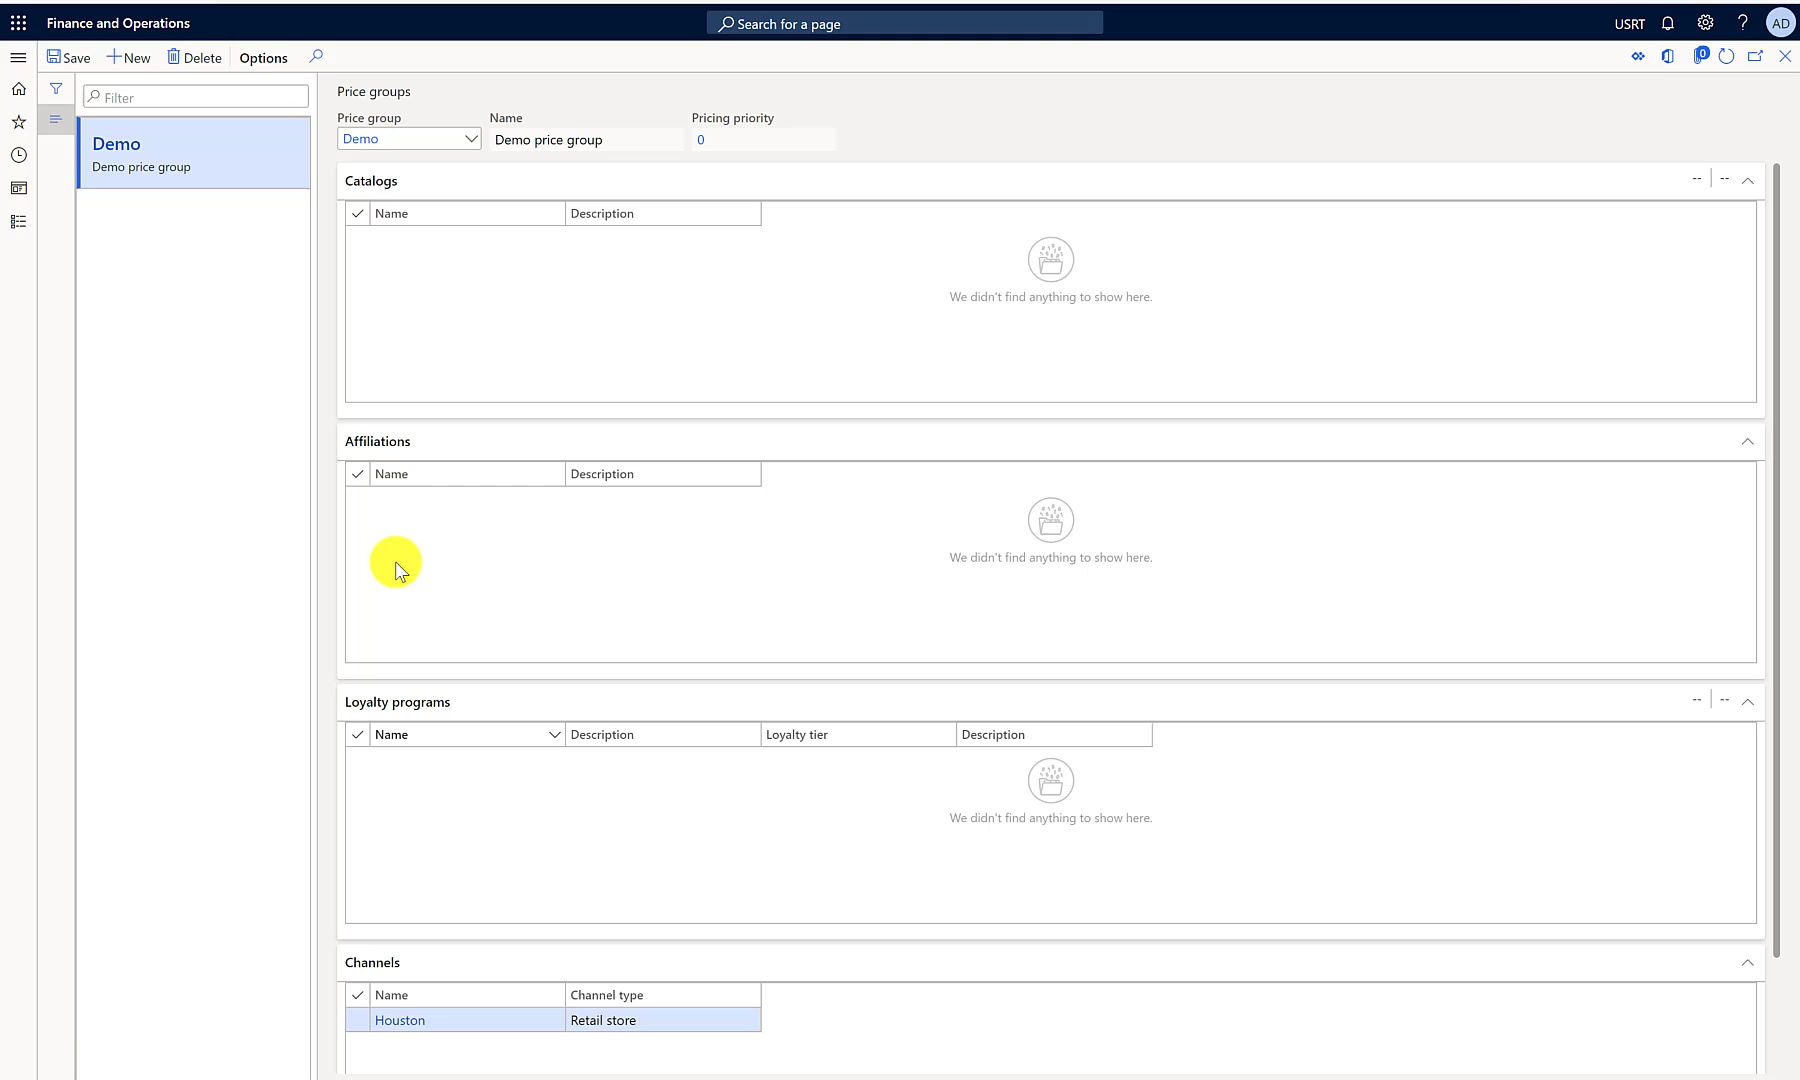 Finance and Operations
Search for a page
USRT
?
AD
Save
New
Delete
Options
0
Filter
Demo
Demo price group
Price groups
Price group Name Pricing priority
Demo Demo price group 0
Catalogs
-- --
Name Description
We didn't find anything to show here.
Affiliations
Name Description
We didn't find anything to show here.
Loyalty programs
-- --
Name Description Loyalty tier Description
We didn't find anything to show here.
Channels
Name Channel type
Houston Retail store